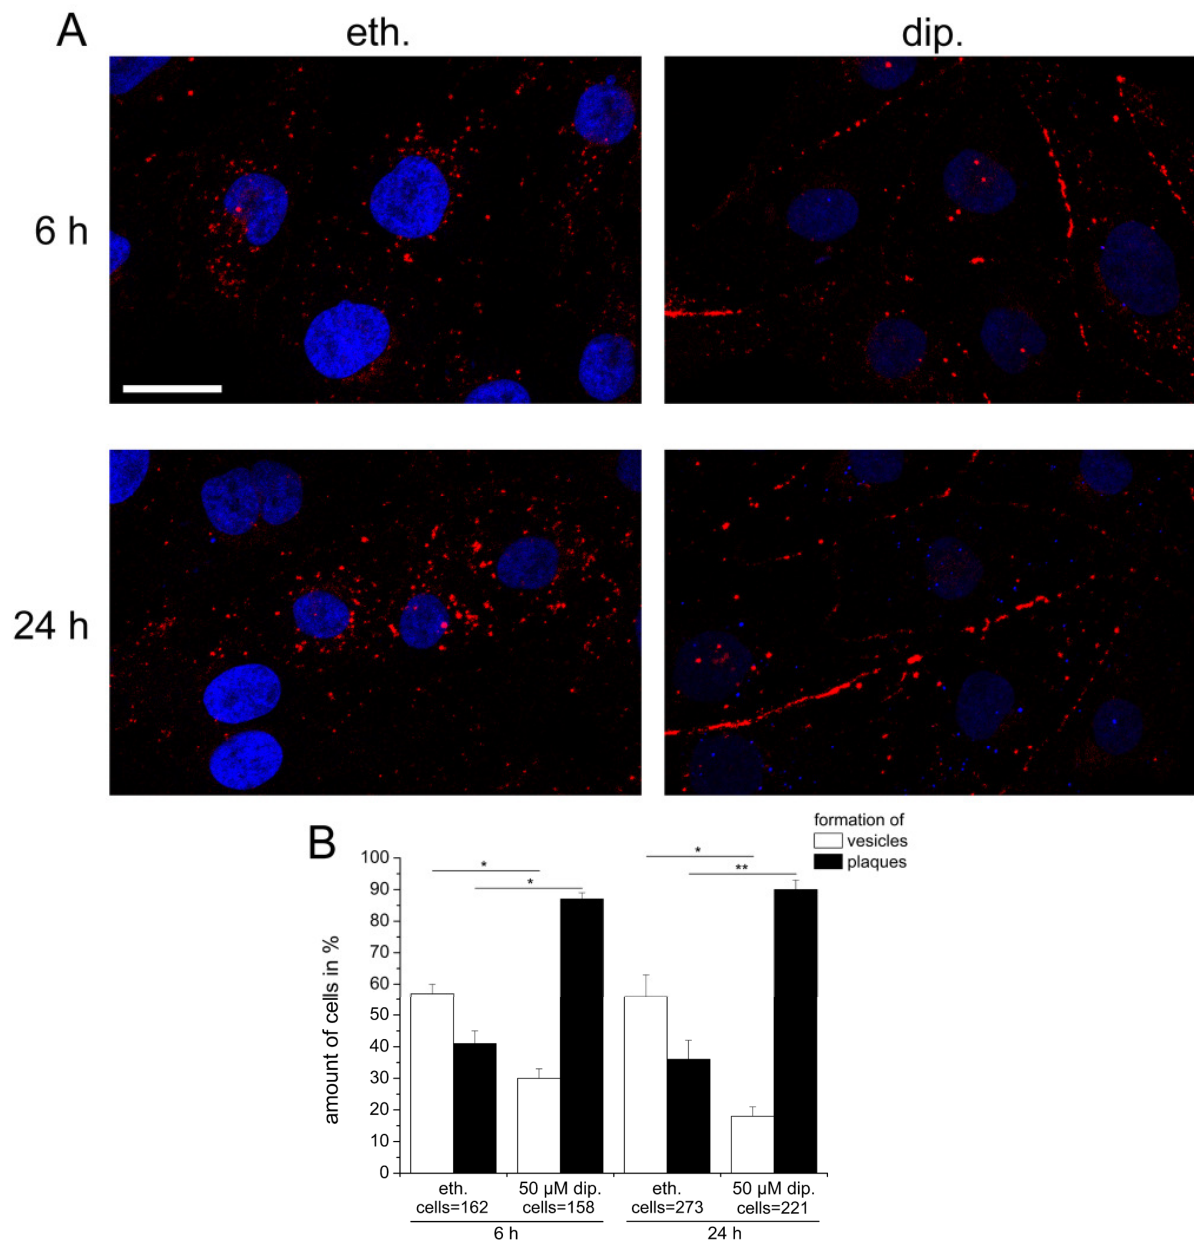 A
eth.
dip.
6 h
24 h
B
formation of
vesicles
plaques
*
*
*
**
amount of cells in %
100
90
80
70
60
50
40
30
20
10
0
eth.
cells=162
50 µM dip.
cells=158
eth.
cells=273
50 µM dip.
cells=221
6 h
24 h